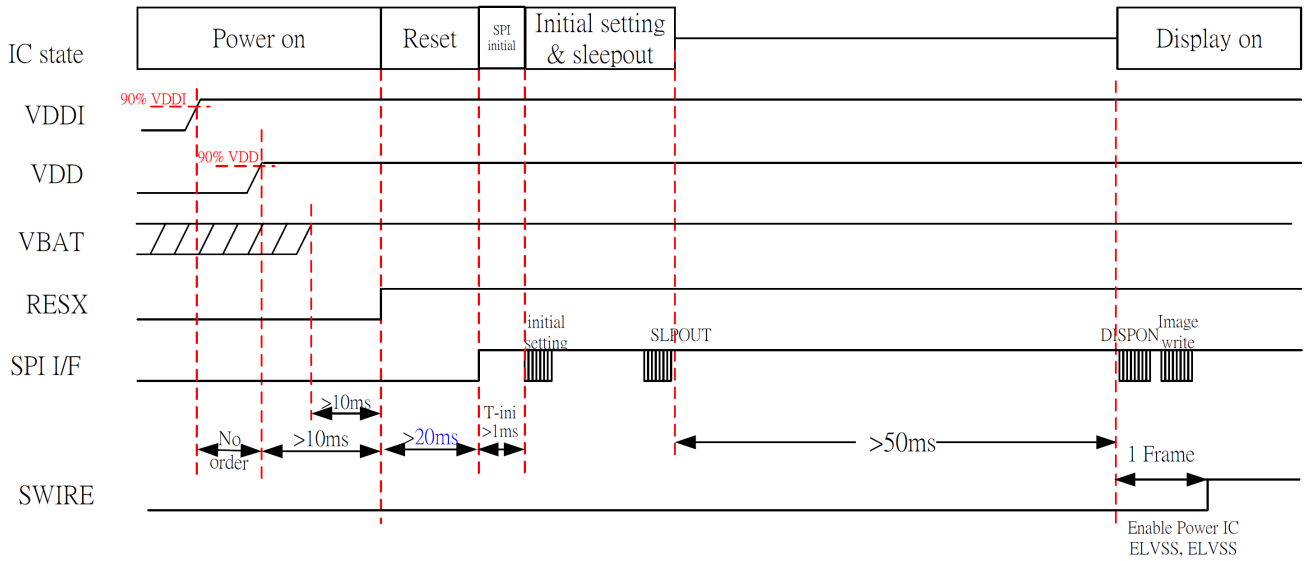 IC state
Power on
Reset
SPI
initial
Initial setting
& sleepout
Display on
VDDI
90% VDDI
VDD
90% VDD
VBAT
RESX
SPI I/F
initial
setting
SLPOUT
DISPON
Image
write
>10ms
No
order
>10ms
>20ms
T-ini
>1ms
>50ms
1 Frame
SWIRE
Enable Power IC
ELVSS, ELVSS